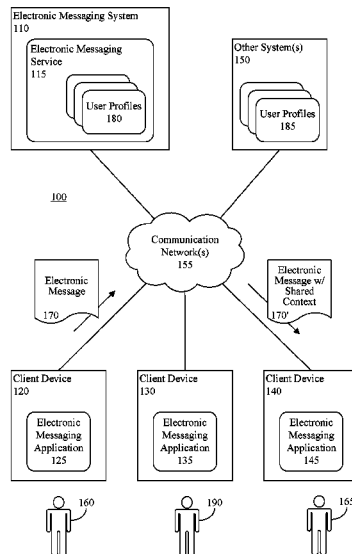 Electronic Messaging System
110
Electronic Messaging
Service
115
User Profiles
180
Other System(s)
150
User Profiles
185
100
Communication
Network(s)
155
Electronic
Message
170
Electronic
Message w/
Shared
Context
170'
Client Device
120
Electronic
Messaging
Application
125
Client Device
130
Electronic
Messaging
Application
135
Client Device
140
Electronic
Messaging
Application
145
160
190
165